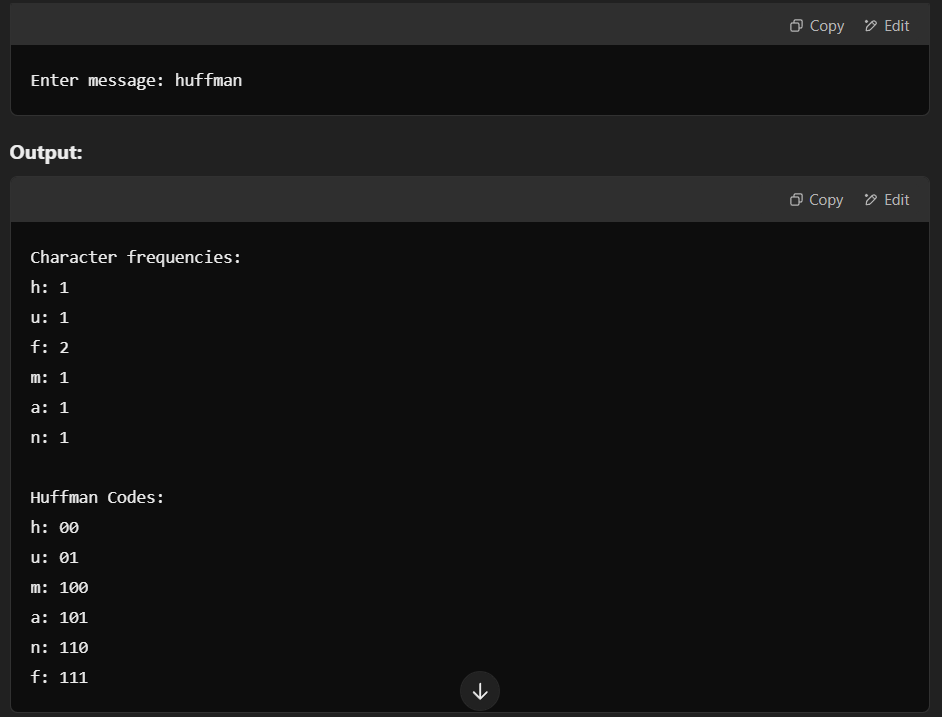 Copy Edit
Enter message: huffman
Output:
Copy Edit
Character frequencies:
h: 1
u: 1
f: 2
m: 1
a: 1
n: 1
Huffman Codes:
h: 00
u: 01
m: 100
a: 101
n: 110
f: 111